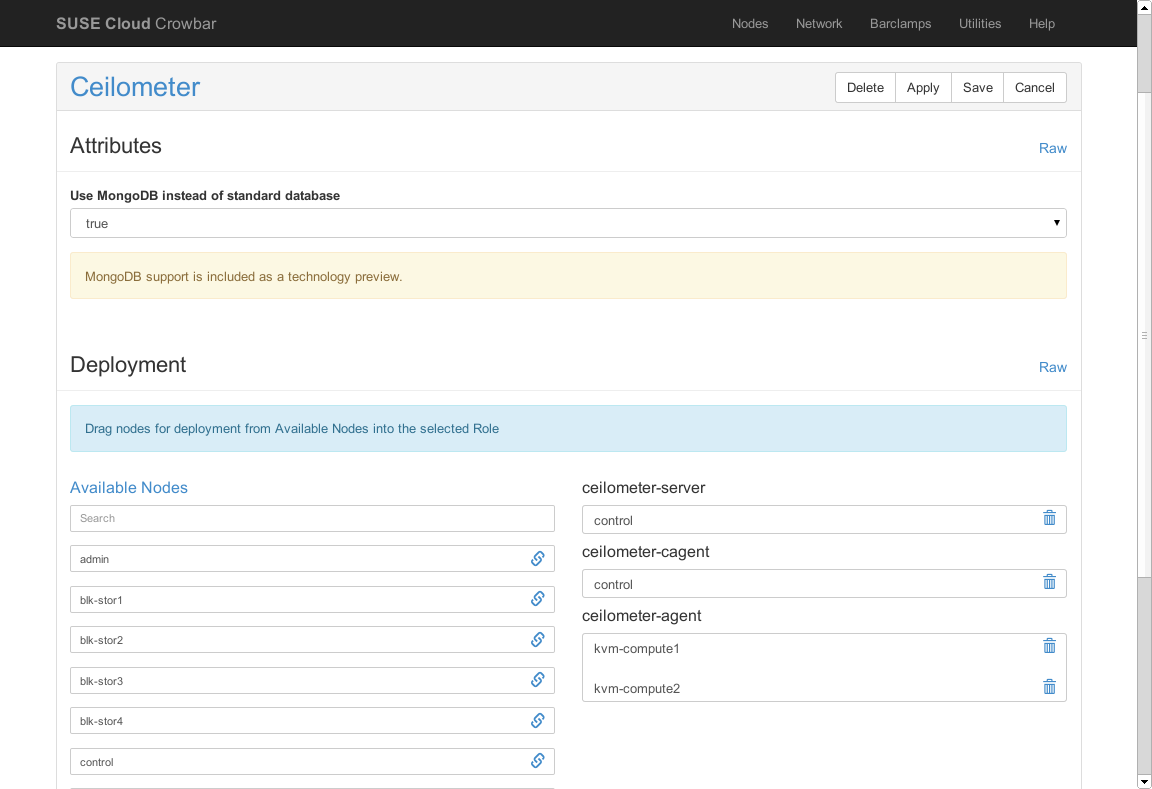 SUSE Cloud Crowbar
Nodes Network Barclamps Utilities Help
Ceilometer
Delete Apply Save Cancel
Attributes
Raw
Use MongoDB instead of standard database
true
MongoDB support is included as a technology preview.
Deployment
Raw
Drag nodes for deployment from Available Nodes into the selected Role
Available Nodes
Search
admin
blk-stor1
blk-stor2
blk-stor3
blk-stor4
control
ceilometer-server
control
ceilometer-cagent
control
ceilometer-agent
kvm-compute1
kvm-compute2